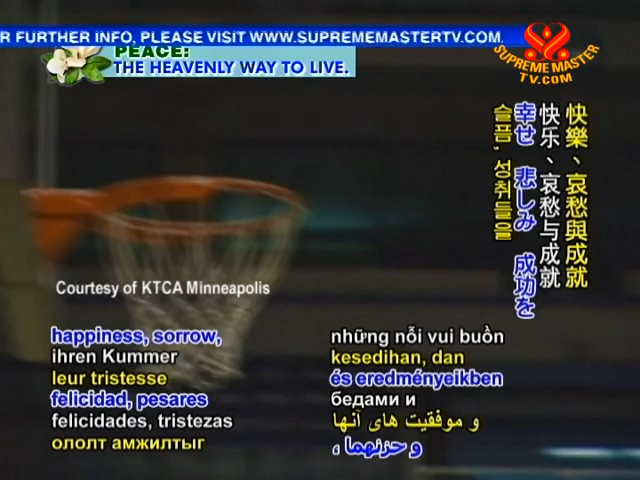 R FURTHER INFO, PLEASE VISIT WWW.SUPREMEMASTERTV.COM.
PEACE:
THE HEAVENLY WAY TO LIVE.
SUPREME MASTER
TV.COM
快樂、哀愁與成就
快乐、哀愁与成就
幸せ 悲しみ 成功を
슬픔, 성취들을
Courtesy of KTCA Minneapolis
happiness, sorrow,
ihren Kummer
leur tristesse
felicidad, pesares
felicidades, tristezas
ололт амжилтыг
những nỗi vui buồn
kesedihan, dan
és eredményeikben
бедами и
و موفقیت های آنها
و حزنهما ،